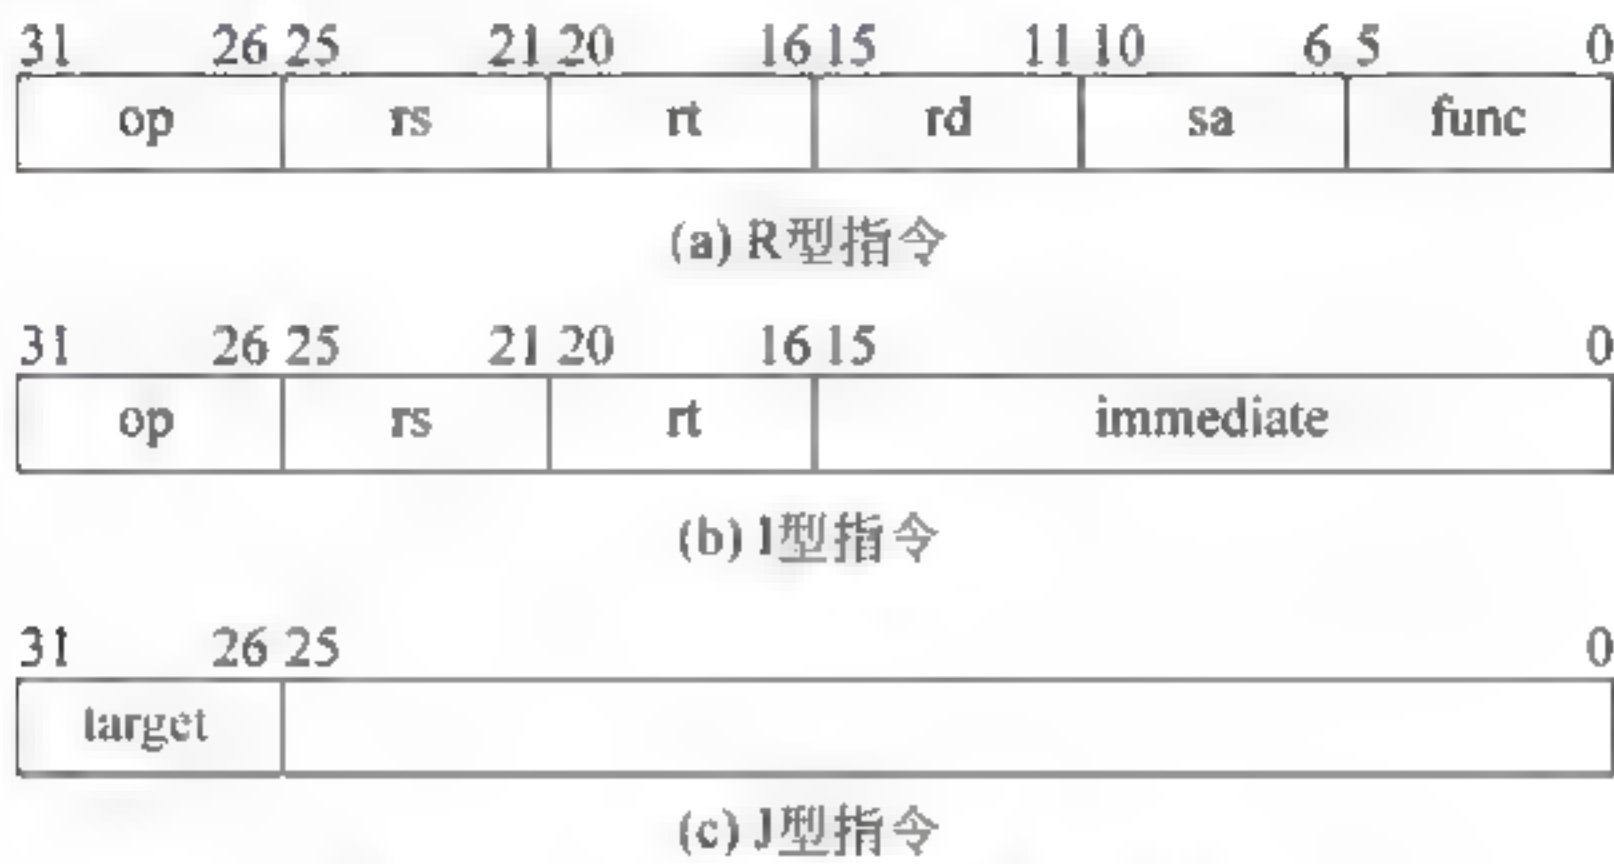 31 26 25 21 20 16 15 11 10 6 5 0
op rs rt rd sa func
(a) R型指令
31 26 25 21 20 16 15 0
op rs rt immediate
(b) I型指令
31 26 25 0
target
(c) J型指令